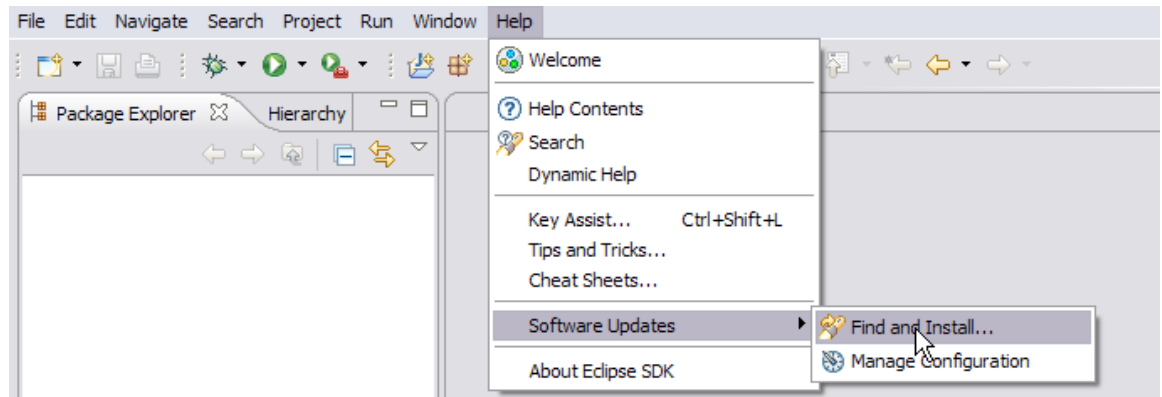 File Edit Navigate Search Project Run Window Help
Welcome
Package Explorer Hierarchy
Help Contents
Search
Dynamic Help
Key Assist... Ctrl+Shift+L
Tips and Tricks...
Cheat Sheets...
Software Updates
Find and Install...
Manage Configuration
About Eclipse SDK